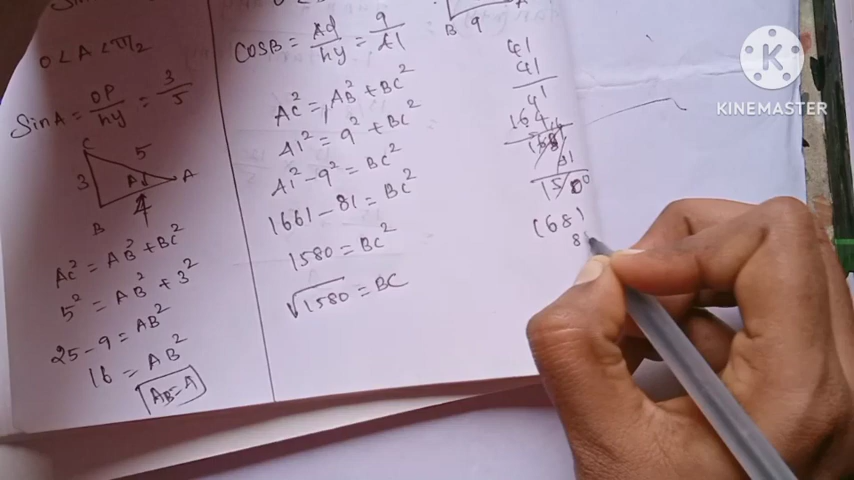 0 < A < π/2
Sin A = op/hy = 3/5
C
5
3
A
B
4
AC² = AB² + BC²
5² = AB² + 3²
25 - 9 = AB²
16 = AB²
AB = 4
COSB = Ad/hy = 9/41
B 9
AC² = AB² + BC²
41² = 9² + BC²
41² - 9² = BC²
1661 - 81 = BC²
1580 = BC²
√1580 = BC
41
41
41
164
1681
8
K
KINEMASTER